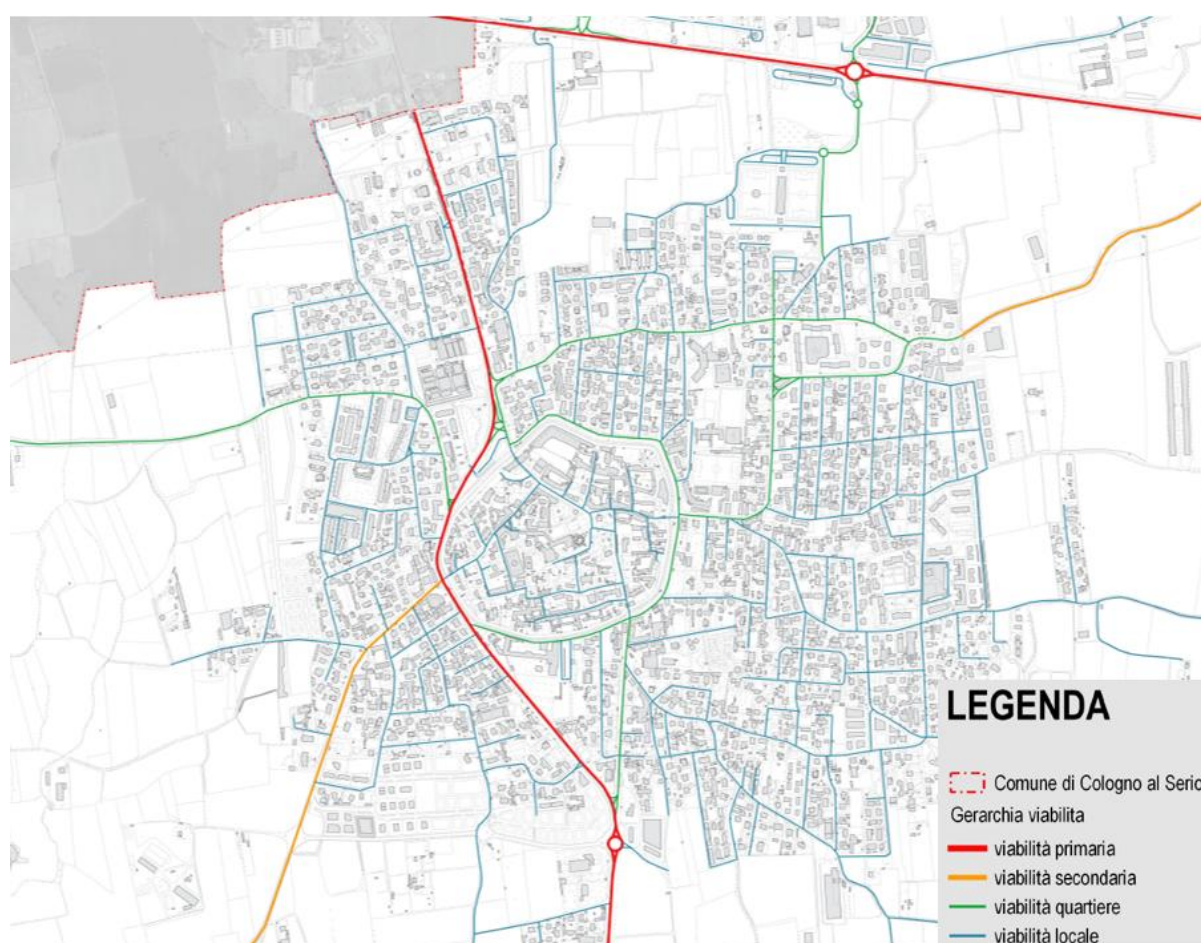 LEGENDA
Comune di Cologno al Serio
Gerarchia viabilita
viabilità primaria
viabilità secondaria
viabilità quartiere
viabilità locale